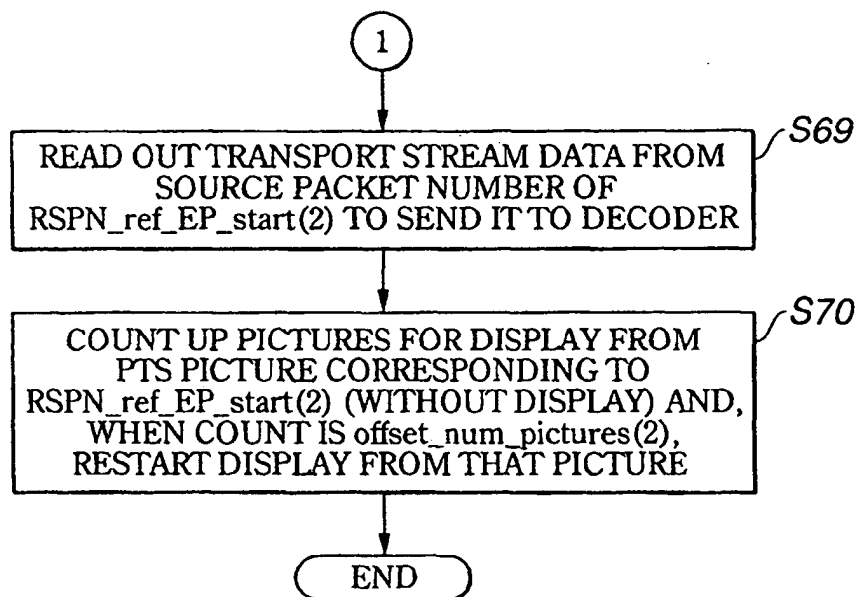 1
S69
READ OUT TRANSPORT STREAM DATA FROM
SOURCE PACKET NUMBER OF
RSPN_ref_EP_start(2) TO SEND IT TO DECODER
S70
COUNT UP PICTURES FOR DISPLAY FROM
PTS PICTURE CORRESPONDING TO
RSPN_ref_EP_start(2) (WITHOUT DISPLAY) AND,
WHEN COUNT IS offset_num_pictures(2),
RESTART DISPLAY FROM THAT PICTURE
END